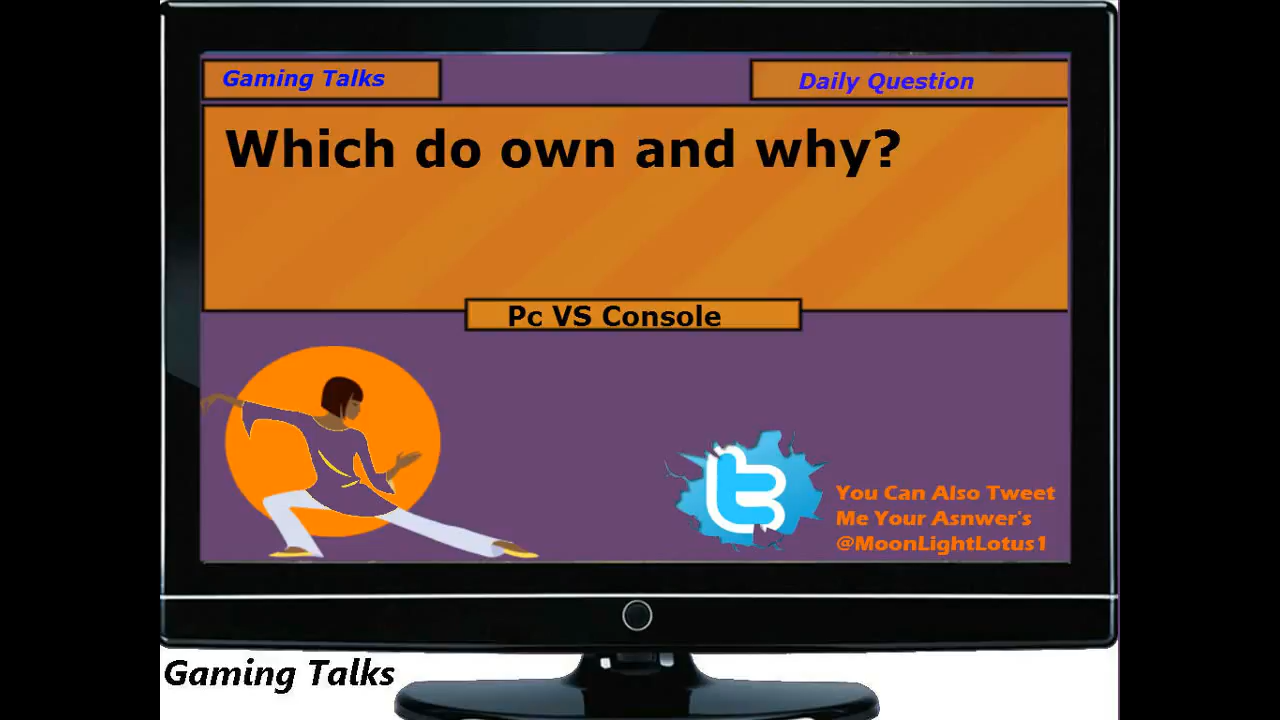 Gaming Talks
Daily Question
Which do own and why?
Pc VS Console
t
You Can Also Tweet
Me Your Asnwer's
@MoonLightLotus1
Gaming Talks